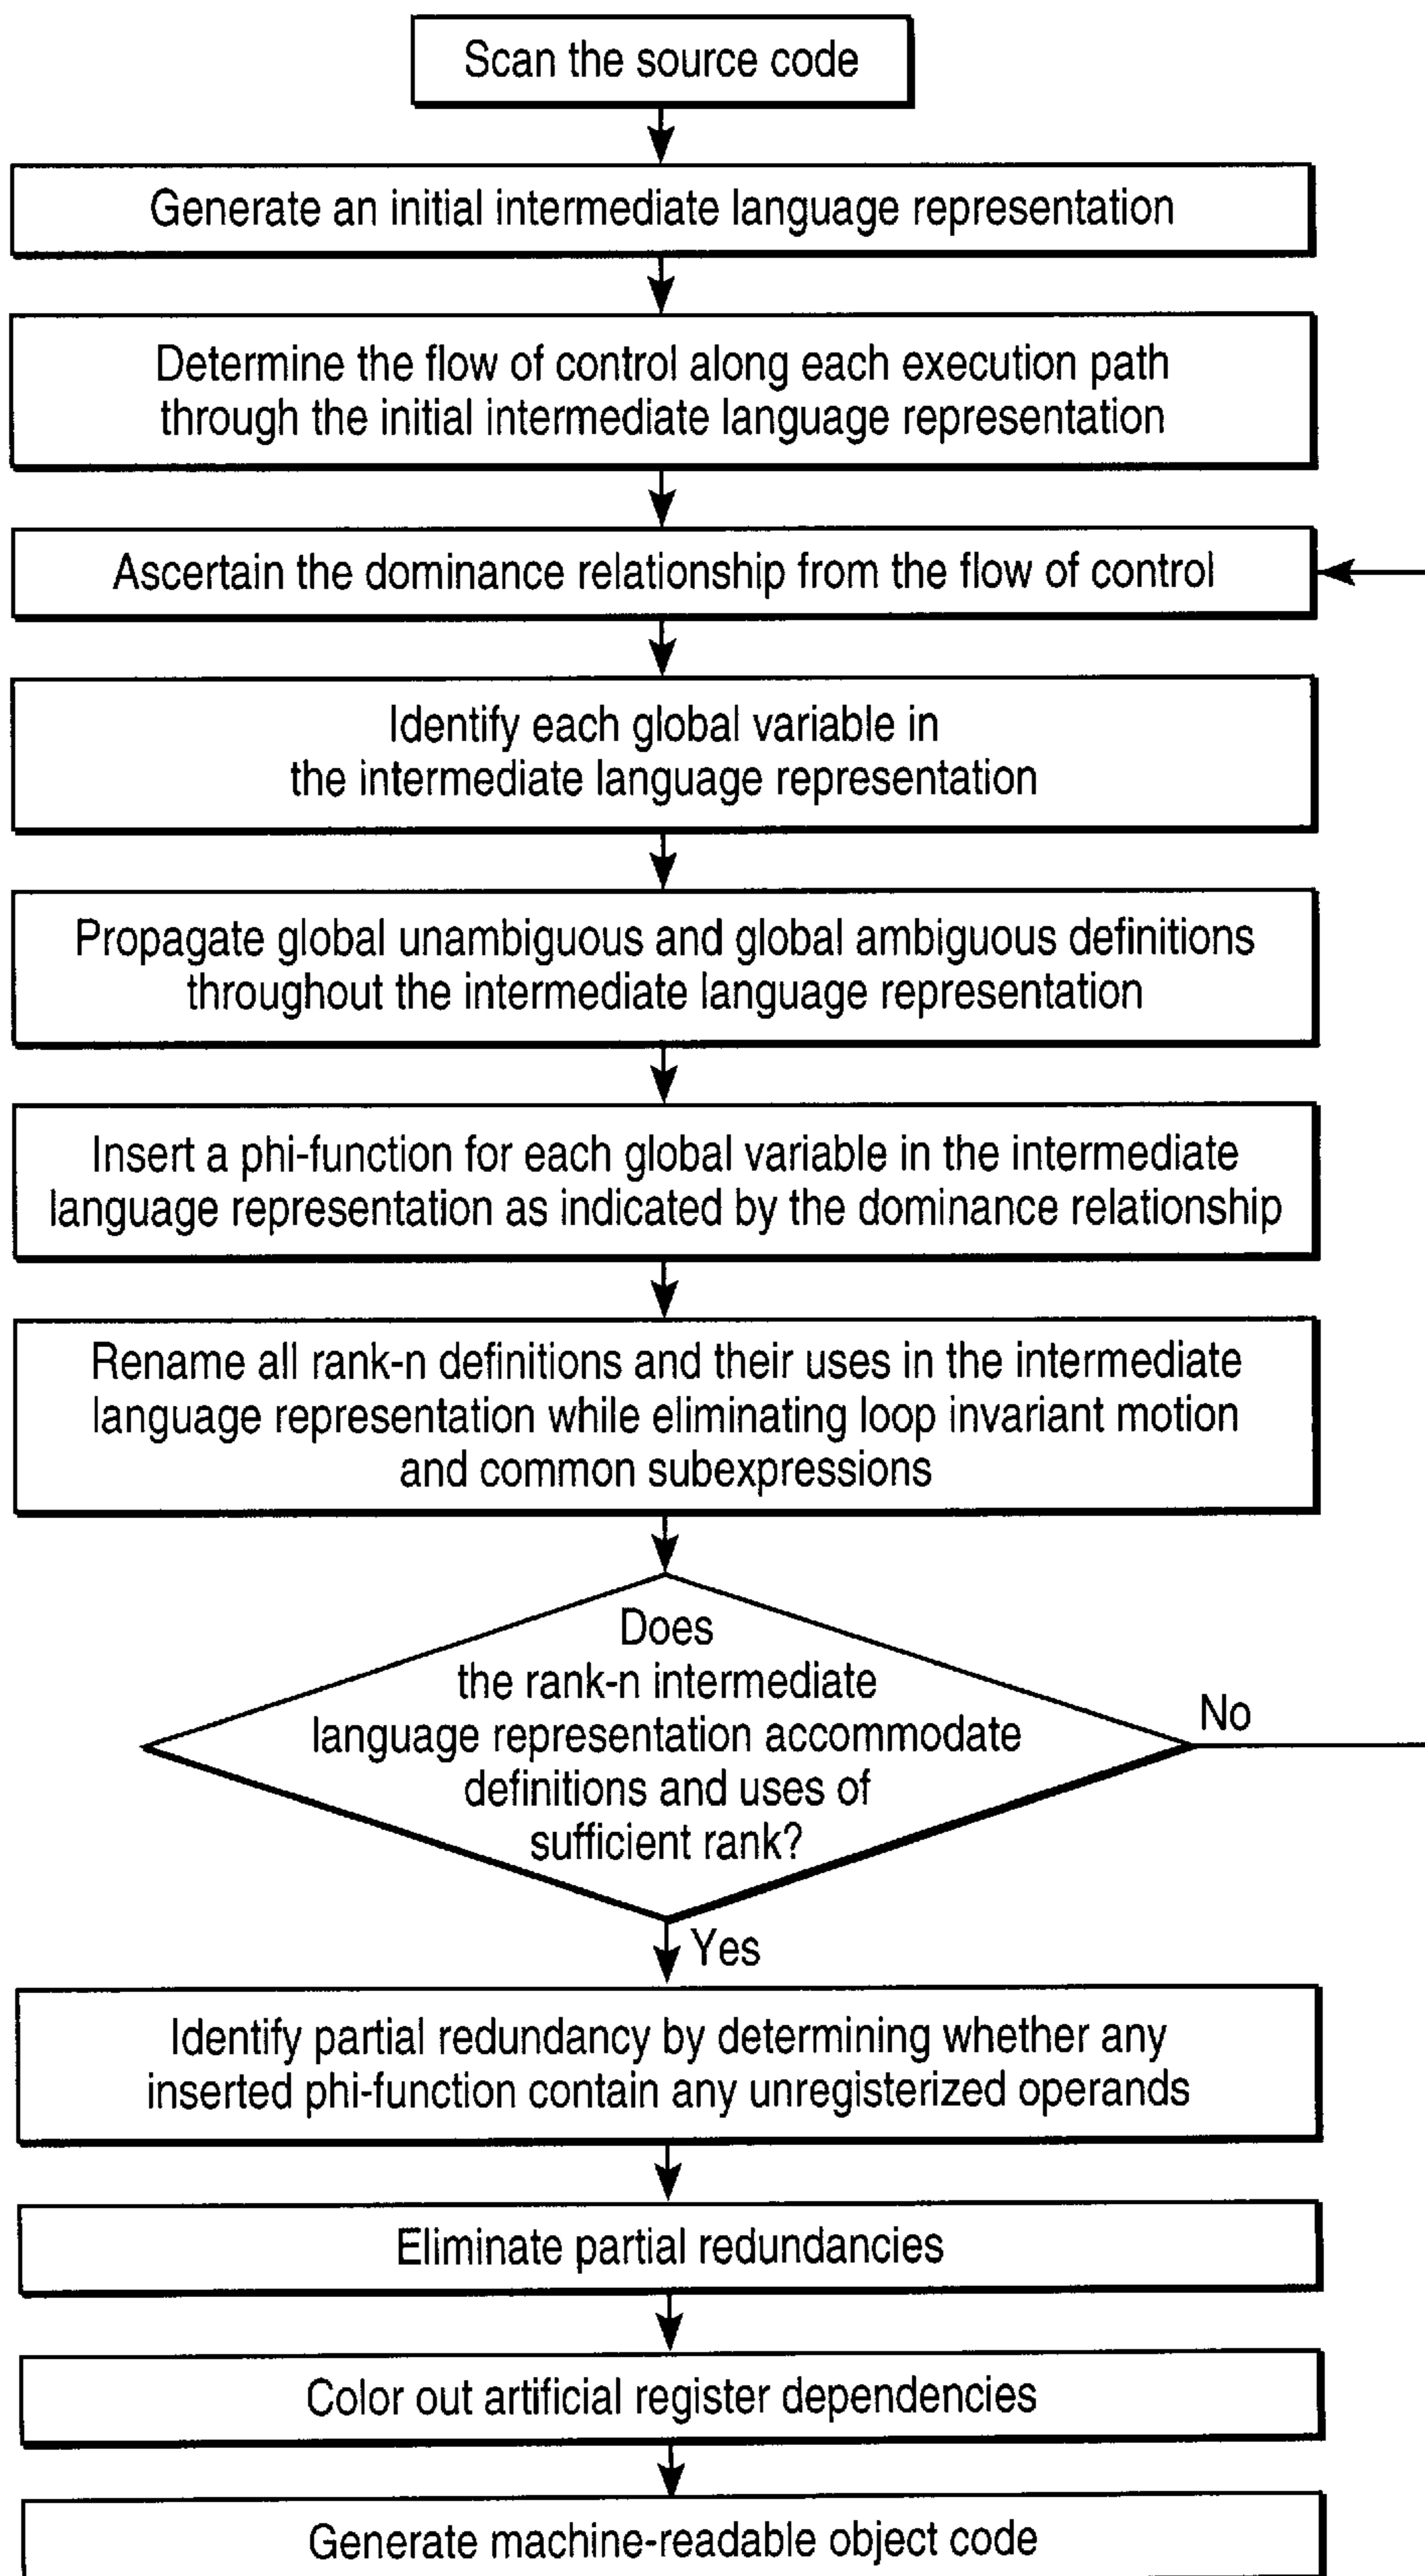 Scan the source code
Generate an initial intermediate language representation
Determine the flow of control along each execution path
through the initial intermediate language representation
Ascertain the dominance relationship from the flow of control
Identify each global variable in
the intermediate language representation
Propagate global unambiguous and global ambiguous definitions
throughout the intermediate language representation
Insert a phi-function for each global variable in the intermediate
language representation as indicated by the dominance relationship
Rename all rank-n definitions and their uses in the intermediate
language representation while eliminating loop invariant motion
and common subexpressions
Does
the rank-n intermediate
language representation accommodate
definitions and uses of
sufficient rank?
No
Yes
Identify partial redundancy by determining whether any
inserted phi-function contain any unregisterized operands
Eliminate partial redundancies
Color out artificial register dependencies
Generate machine-readable object code